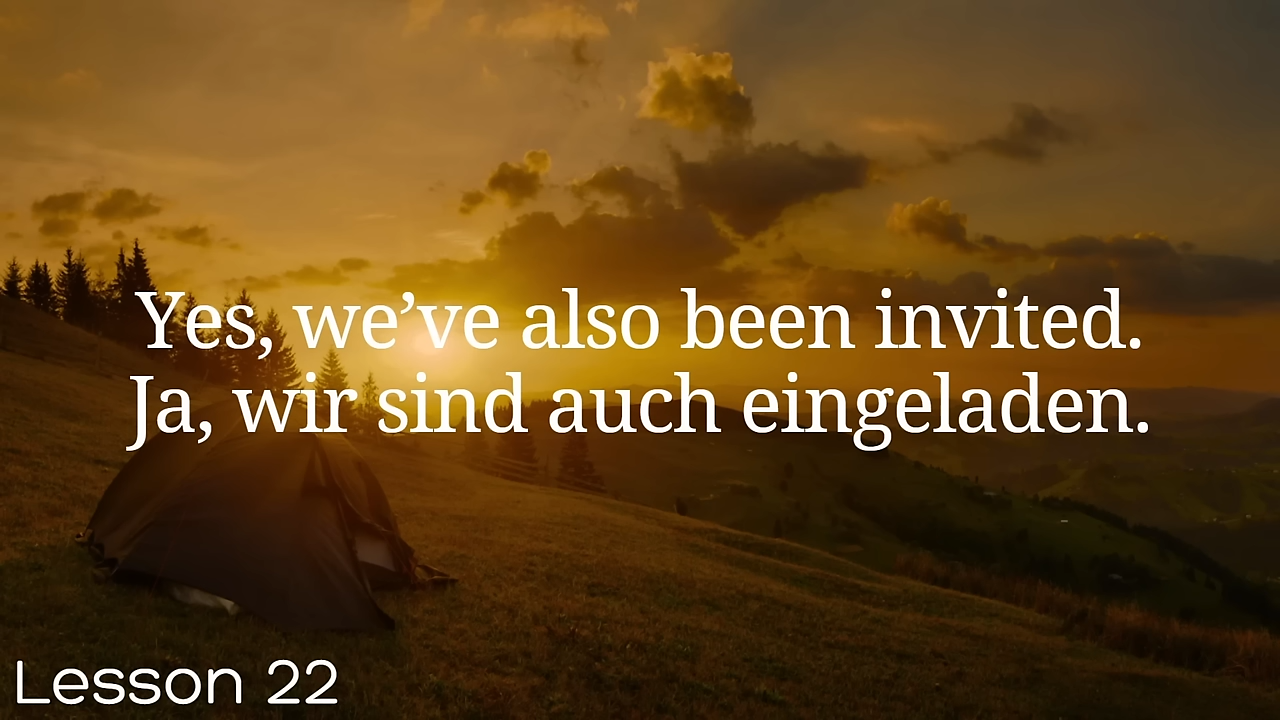 Yes, we’ve also been invited.
Ja, wir sind auch eingeladen.
Lesson 22